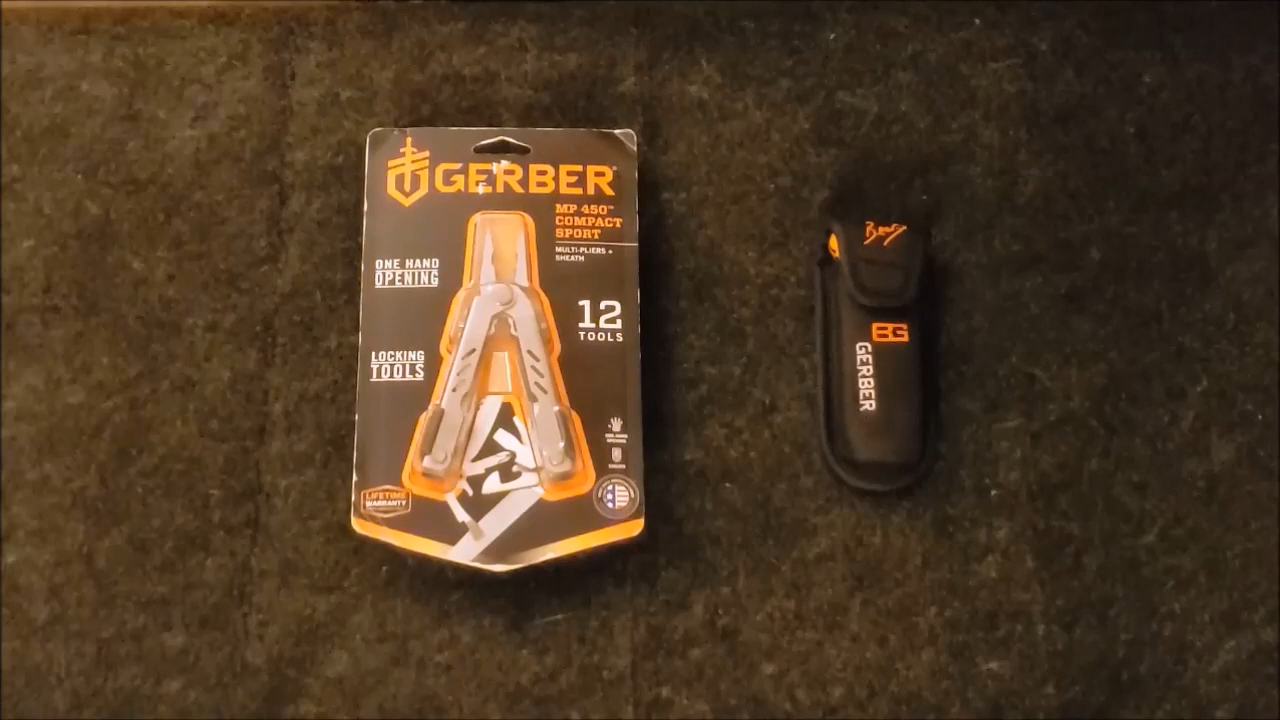 GERBER
MP 450™
COMPACT
SPORT
MULTI-PLIERS +
SHEATH
ONE HAND
OPENING
12
TOOLS
LOCKING
TOOLS
LIFETIME
WARRANTY
Bear
BG
GERBER